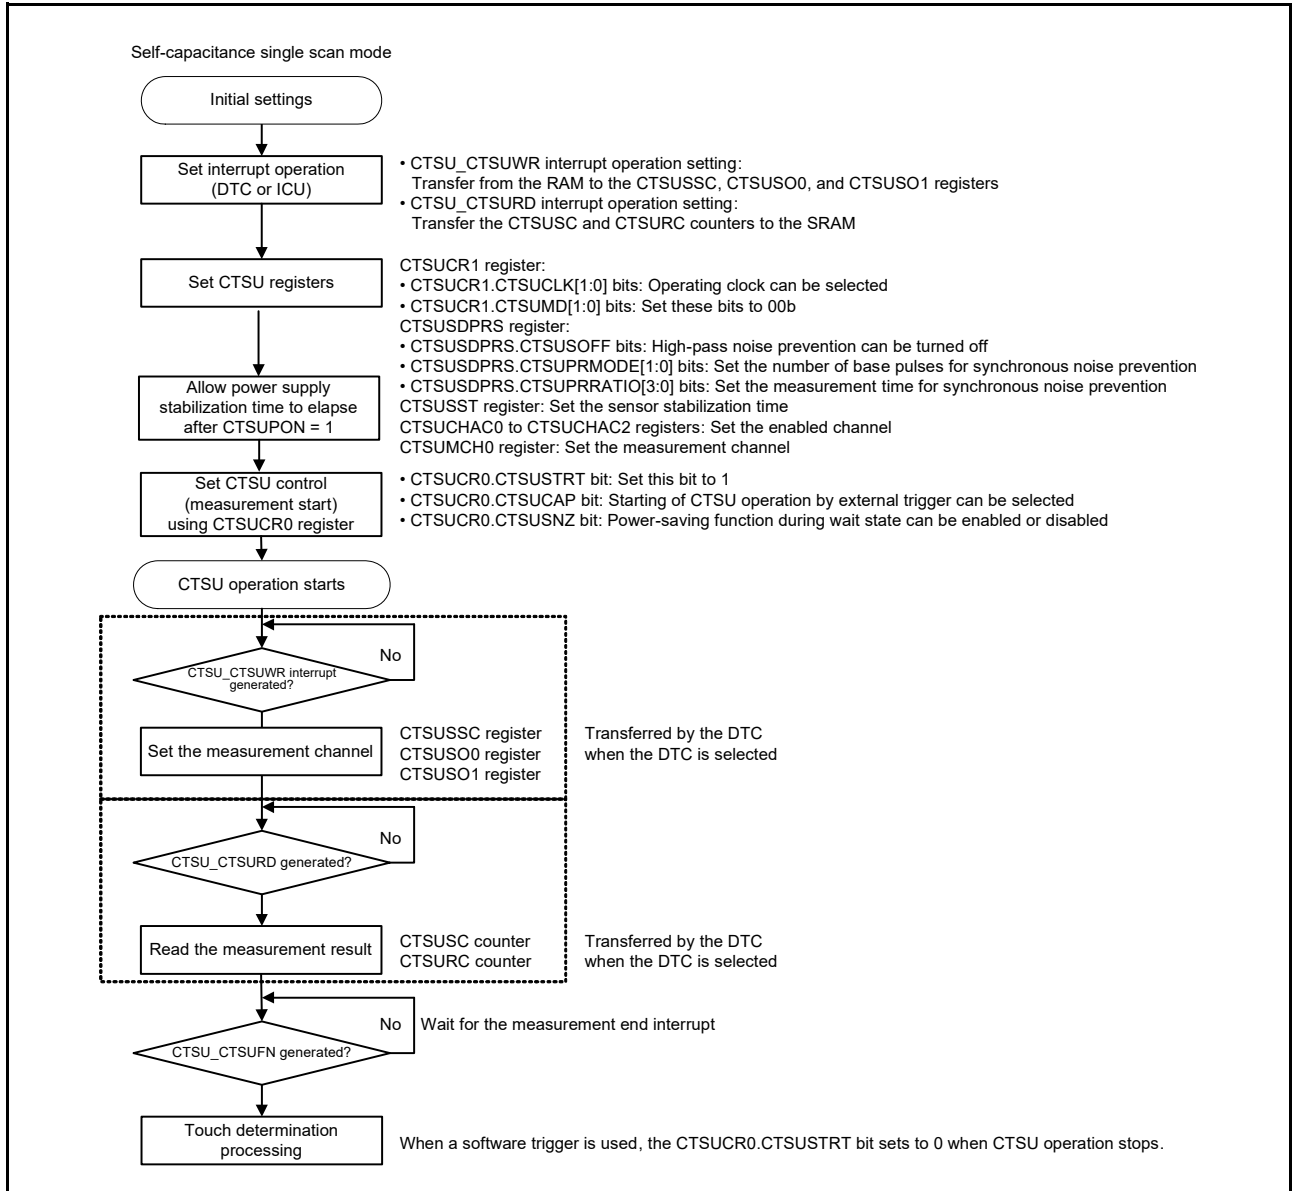 Self-capacitance single scan mode
Initial settings
Set interrupt operation
(DTC or ICU)
• CTSU_CTSUWR interrupt operation setting:
Transfer from the RAM to the CTSUSSC, CTSUSO0, and CTSUSO1 registers
• CTSU_CTSURD interrupt operation setting:
Transfer the CTSUSC and CTSURC counters to the SRAM
Set CTSU registers
CTSUCR1 register:
• CTSUCR1.CTSUCLK[1:0] bits: Operating clock can be selected
• CTSUCR1.CTSUMD[1:0] bits: Set these bits to 00b
CTSUSDPRS register:
• CTSUSDPRS.CTSUSOFF bits: High-pass noise prevention can be turned off
• CTSUSDPRS.CTSUPRMODE[1:0] bits: Set the number of base pulses for synchronous noise prevention
• CTSUSDPRS.CTSUPRRATIO[3:0] bits: Set the measurement time for synchronous noise prevention
CTSUSST register: Set the sensor stabilization time
CTSUCHAC0 to CTSUCHAC2 registers: Set the enabled channel
CTSUMCH0 register: Set the measurement channel
Allow power supply
stabilization time to elapse
after CTSUPON = 1
Set CTSU control
(measurement start)
using CTSUCR0 register
• CTSUCR0.CTSUSTRT bit: Set this bit to 1
• CTSUCR0.CTSUCAP bit: Starting of CTSU operation by external trigger can be selected
• CTSUCR0.CTSUSNZ bit: Power-saving function during wait state can be enabled or disabled
CTSU operation starts
No
CTSU_CTSUWR interrupt
generated?
Set the measurement channel
CTSUSSC register
CTSUSO0 register
CTSUSO1 register
Transferred by the DTC
when the DTC is selected
No
CTSU_CTSURD generated?
Read the measurement result
CTSUSC counter
CTSURC counter
Transferred by the DTC
when the DTC is selected
No
Wait for the measurement end interrupt
CTSU_CTSUFN generated?
Touch determination
processing
When a software trigger is used, the CTSUCR0.CTSUSTRT bit sets to 0 when CTSU operation stops.